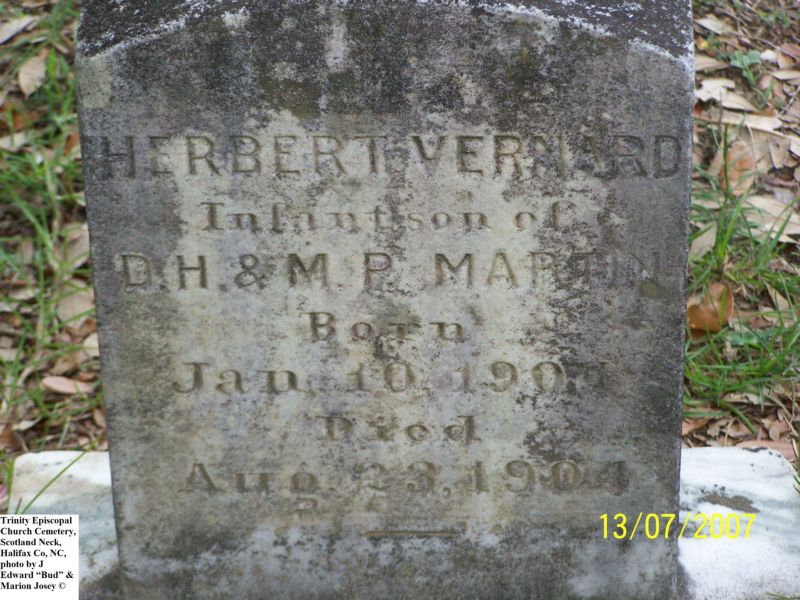 HERBERT VERNARD
Infant son of
D.H. & M.P. MARTIN
Born
Jan. 10, 1904
Died
Aug. 23, 1904
13/07/2007
Trinity Episcopal
Church Cemetery,
Scotland Neck,
Halifax Co, NC,
photo by J
Edward “Bud” &
Marion Josey ©